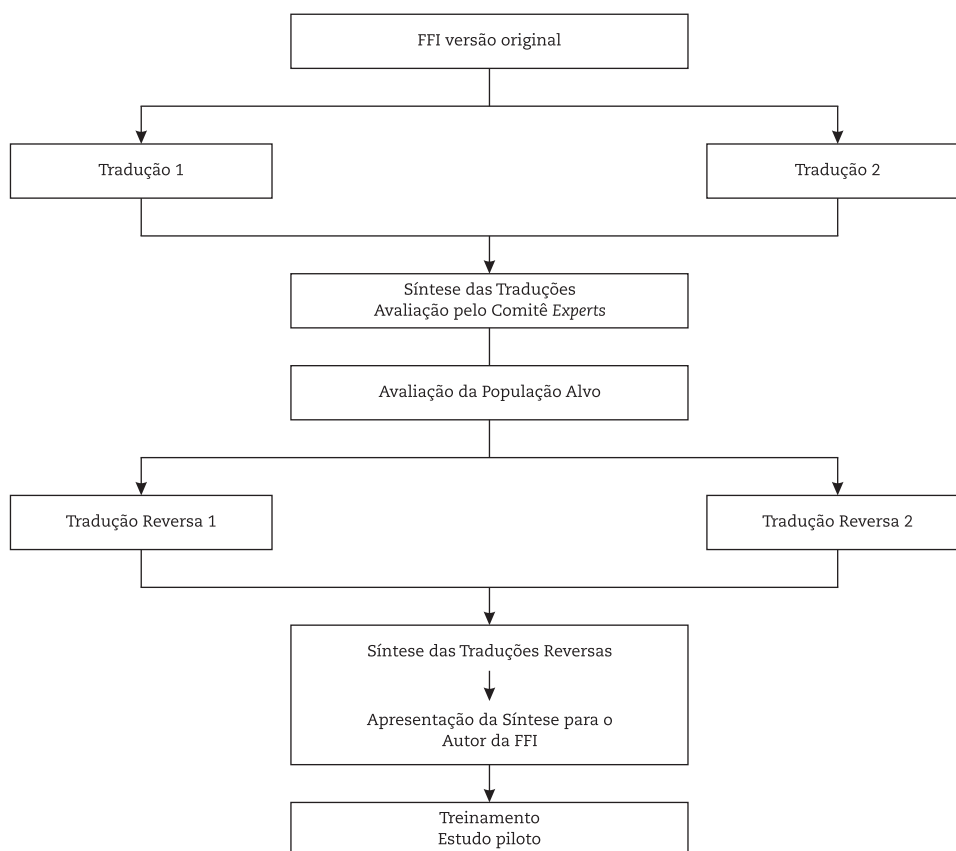 FFI versão original
Tradução 1
Tradução 2
Síntese das Traduções
Avaliação pelo Comitê Experts
Avaliação da População Alvo
Tradução Reversa 1
Tradução Reversa 2
Síntese das Traduções Reversas
Apresentação da Síntese para o
Autor da FFI
Treinamento
Estudo piloto